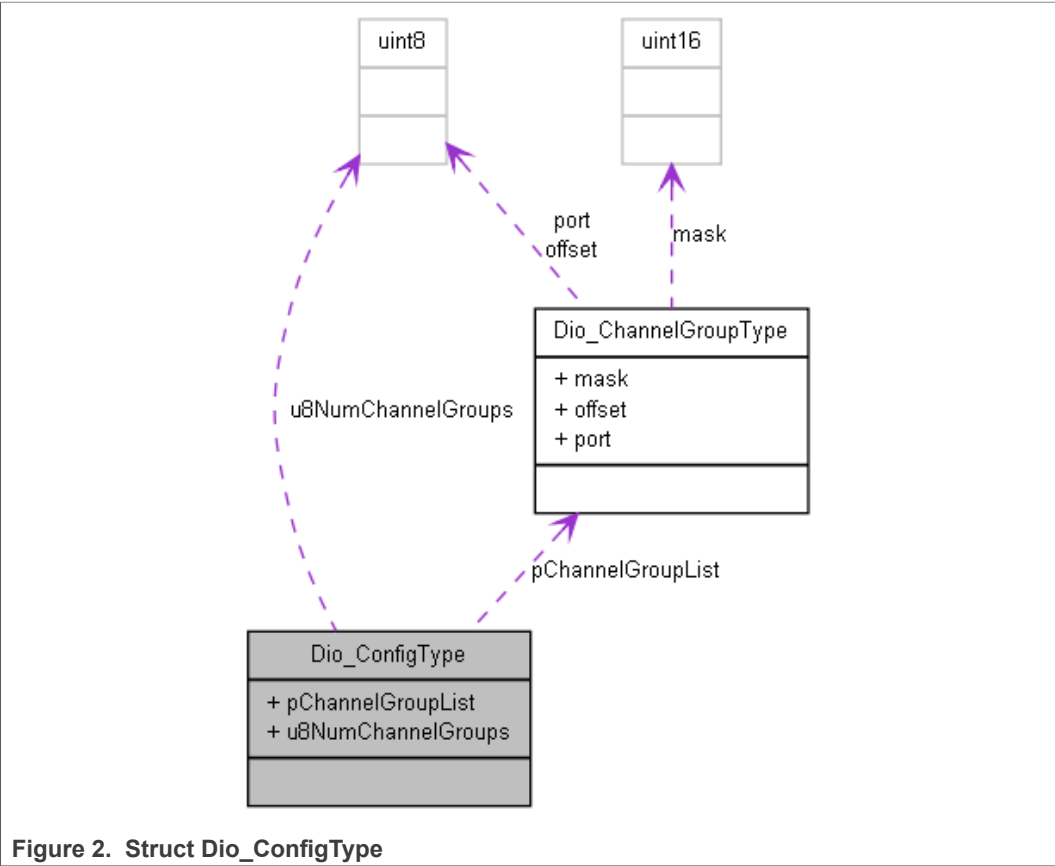 uint8
uint16
port
offset
mask
Dio_ChannelGroupType
+ mask
+ offset
+ port
u8NumChannelGroups
pChannelGroupList
Dio_ConfigType
+ pChannelGroupList
+ u8NumChannelGroups
Figure 2. Struct Dio_ConfigType